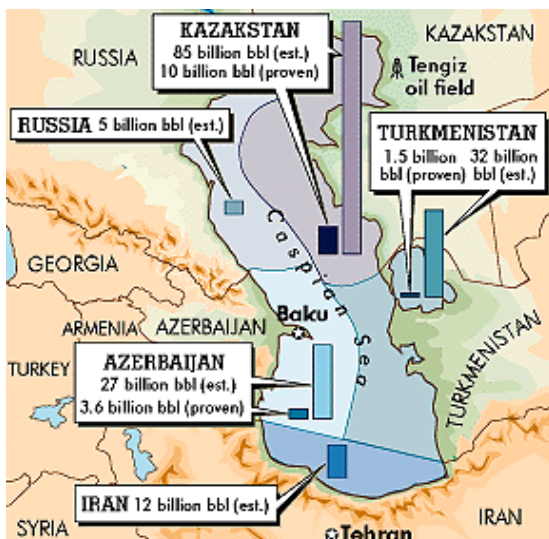 KAZAKSTAN
85 billion bbl (est.)
10 billion bbl (proven)
KAZAKSTAN
RUSSIA
Tengiz
oil field
RUSSIA 5 billion bbl (est.)
TURKMENISTAN
1.5 billion 32 billion
bbl (proven) bbl (est.)
Caspian Sea
GEORGIA
Baku
ARMENIA
AZERBAIJAN
TURKMENISTAN
TURKEY
AZERBAIJAN
27 billion bbl (est.)
3.6 billion bbl (proven)
IRAN 12 billion bbl (est.)
IRAN
SYRIA
Tehran